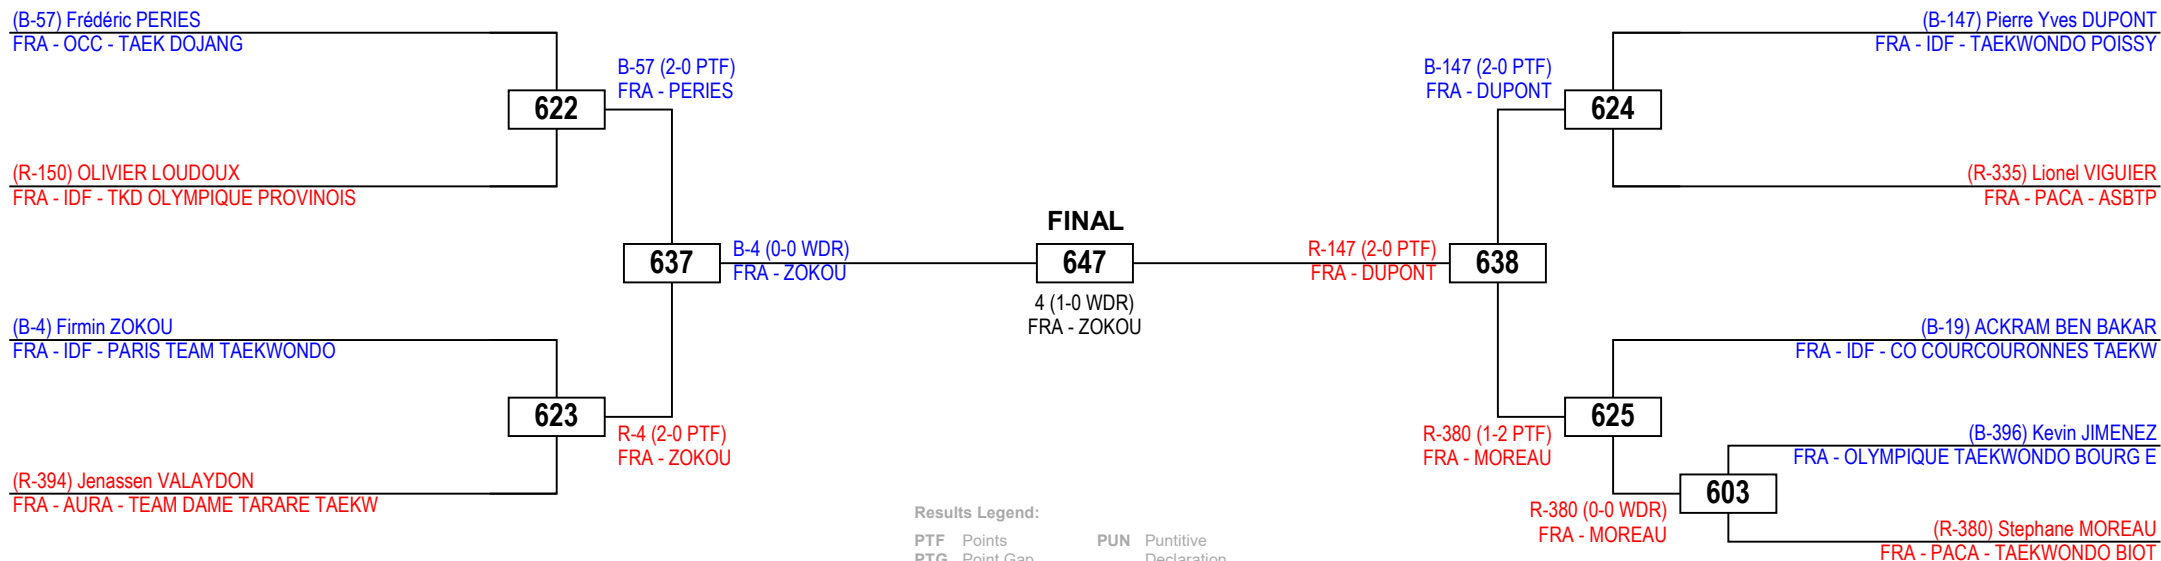 (B-57) Frédéric PERIES
FRA - OCC - TAEK DOJANG
B-57 (2-0 PTF)
FRA - PERIES
622
(R-150) OLIVIER LOUDOUX
FRA - IDF - TKD OLYMPIQUE PROVINOIS
637
B-4 (0-0 WDR)
FRA - ZOKOU
(B-4) Firmin ZOKOU
FRA - IDF - PARIS TEAM TAEKWONDO
623
R-4 (2-0 PTF)
FRA - ZOKOU
(R-394) Jenassen VALAYDON
FRA - AURA - TEAM DAME TARARE TAEKW
FINAL
647
4 (1-0 WDR)
FRA - ZOKOU
(B-147) Pierre Yves DUPONT
FRA - IDF - TAEKWONDO POISSY
B-147 (2-0 PTF)
FRA - DUPONT
624
(R-335) Lionel VIGUIER
FRA - PACA - ASBTP
R-147 (2-0 PTF)
FRA - DUPONT
638
(B-19) ACKRAM BEN BAKAR
FRA - IDF - CO COURCOURONNES TAEKW
625
R-380 (1-2 PTF)
FRA - MOREAU
(B-396) Kevin JIMENEZ
FRA - OLYMPIQUE TAEKWONDO BOURG E
603
R-380 (0-0 WDR)
FRA - MOREAU
(R-380) Stephane MOREAU
FRA - PACA - TAEKWONDO BIOT
Results Legend:
PTF Points PUN Puntitive
PTG Point Gap Declaration